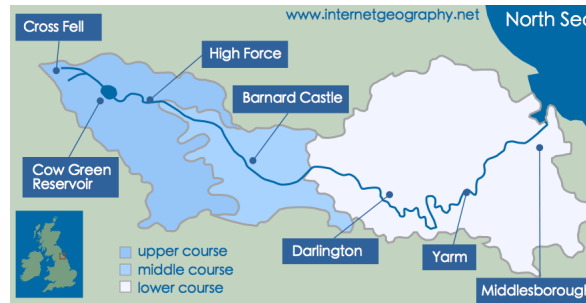 www.internetgeography.net
North Sea
Cross Fell
High Force
Barnard Castle
Cow Green
Reservoir
upper course
middle course
lower course
Darlington
Yarm
Middlesborough